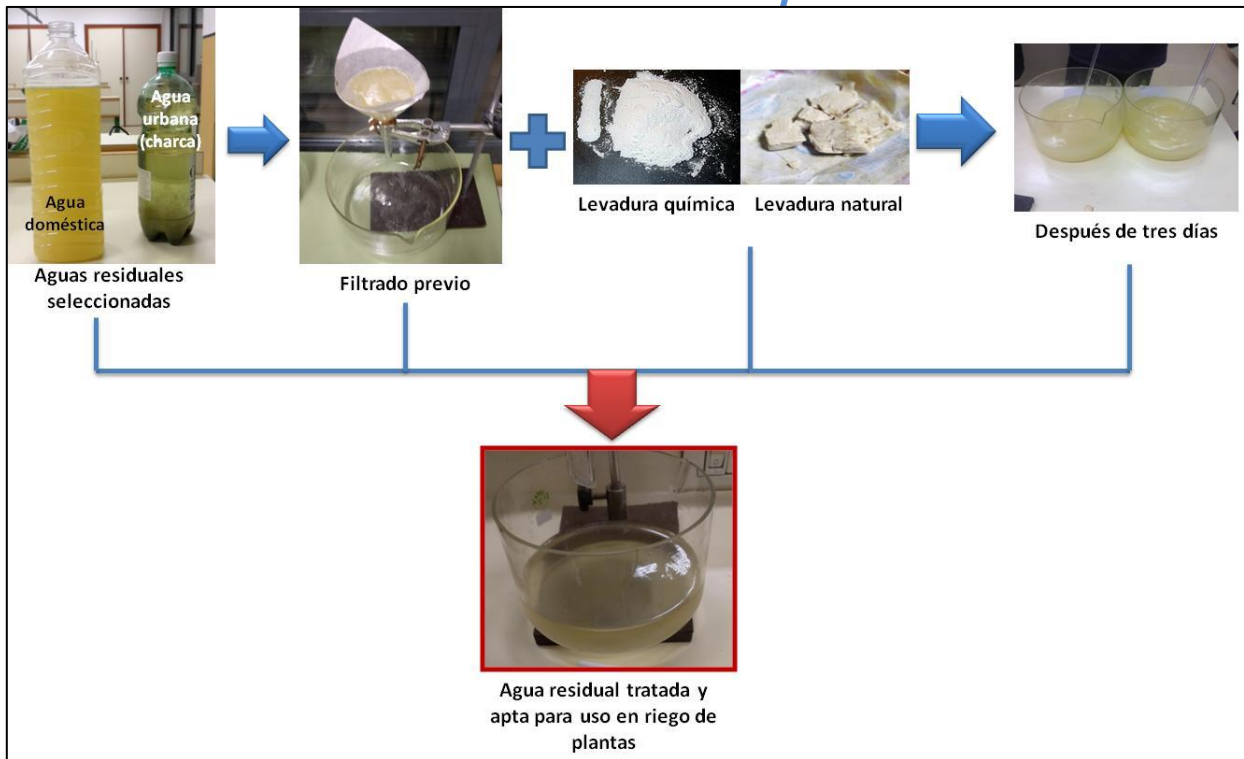 Agua
urbana
(charca)
Agua
doméstica
Aguas residuales
seleccionadas
Filtrado previo
Levadura química
Levadura natural
Después de tres días
Agua residual tratada y
apta para uso en riego de
plantas